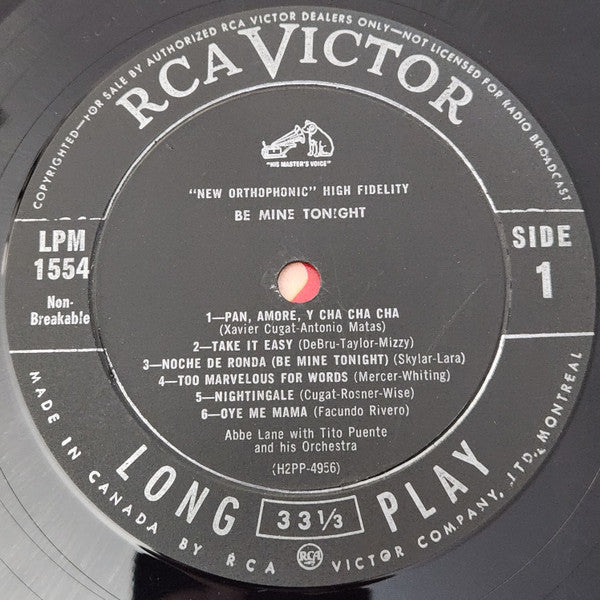 COPYRIGHTED—FOR SALE BY AUTHORIZED RCA VICTOR DEALERS ONLY—NOT LICENSED FOR RADIO BROADCAST
RCA VICTOR
"HIS MASTER'S VOICE"
"NEW ORTHOPHONIC" HIGH FIDELITY
BE MINE TONIGHT
LPM
1554
Non-
Breakable
SIDE
1
1—PAN, AMORE, Y CHA CHA CHA
(Xavier Cugat-Antonio Matas)
2—TAKE IT EASY (DeBru-Taylor-Mizzy)
3—NOCHE DE RONDA (BE MINE TONIGHT) (Skylar-Lara)
4—TOO MARVELOUS FOR WORDS (Mercer-Whiting)
5—NIGHTINGALE (Cugat-Rosner-Wise)
6—OYE ME MAMA (Facundo Rivero)
Abbe Lane with Tito Puente
and his Orchestra
(H2PP-4956)
LONG 33 1/3 PLAY
MADE IN CANADA BY RCA RCA VICTOR COMPANY, LTD., MONTREAL